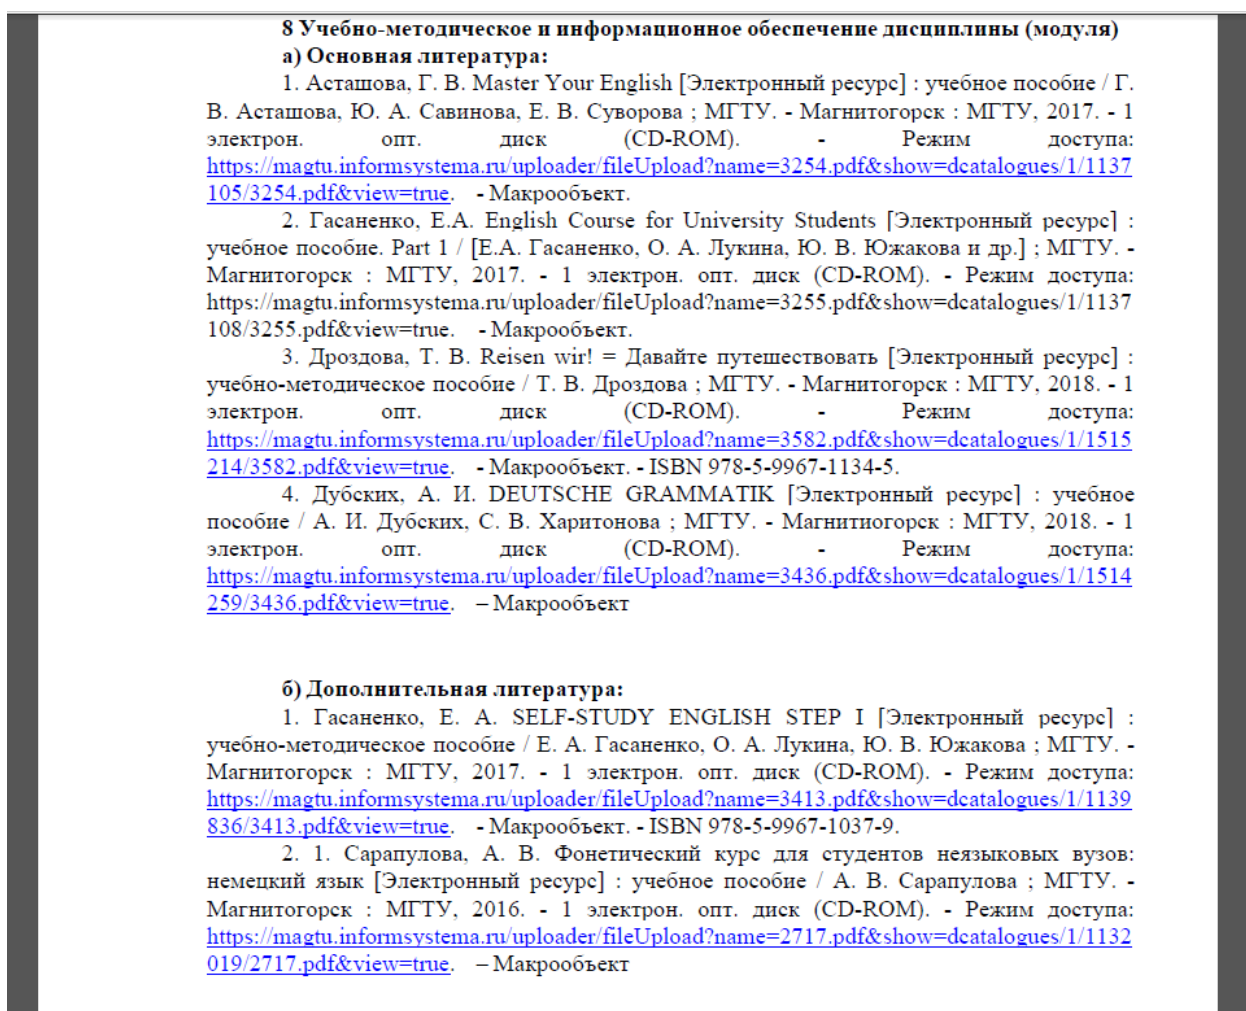 8 Учебно-методическое и информационное обеспечение дисциплины (модуля)
а) Основная литература:
1. Асташова, Г. В. Master Your English [Электронный ресурс] : учебное пособие / Г.
В. Асташова, Ю. А. Савинова, Е. В. Суворова ; МГТУ. - Магнитогорск : МГТУ, 2017. - 1
электрон. опт. диск (CD-ROM). - Режим доступа:
https://magtu.informsystema.ru/uploader/fileUpload?name=3254.pdf&show=dcatalogues/1/1137
105/3254.pdf&view=true. - Макрообъект.
2. Гасаненко, Е.А. English Course for University Students [Электронный ресурс] :
учебное пособие. Part 1 / [Е.А. Гасаненко, О. А. Лукина, Ю. В. Южакова и др.] ; МГТУ. -
Магнитогорск : МГТУ, 2017. - 1 электрон. опт. диск (CD-ROM). - Режим доступа:
https://magtu.informsystema.ru/uploader/fileUpload?name=3255.pdf&show=dcatalogues/1/1137
108/3255.pdf&view=true. - Макрообъект.
3. Дроздова, Т. В. Reisen wir! = Давайте путешествовать [Электронный ресурс] :
учебно-методическое пособие / Т. В. Дроздова ; МГТУ. - Магнитогорск : МГТУ, 2018. - 1
электрон. опт. диск (CD-ROM). - Режим доступа:
https://magtu.informsystema.ru/uploader/fileUpload?name=3582.pdf&show=dcatalogues/1/1515
214/3582.pdf&view=true. - Макрообъект. - ISBN 978-5-9967-1134-5.
4. Дубских, А. И. DEUTSCHE GRAMMATIK [Электронный ресурс] : учебное
пособие / А. И. Дубских, С. В. Харитонова ; МГТУ. - Магнитиогорск : МГТУ, 2018. - 1
электрон. опт. диск (CD-ROM). - Режим доступа:
https://magtu.informsystema.ru/uploader/fileUpload?name=3436.pdf&show=dcatalogues/1/1514
259/3436.pdf&view=true. – Макрообъект
б) Дополнительная литература:
1. Гасаненко, Е. А. SELF-STUDY ENGLISH STEP I [Электронный ресурс] :
учебно-методическое пособие / Е. А. Гасаненко, О. А. Лукина, Ю. В. Южакова ; МГТУ. -
Магнитогорск : МГТУ, 2017. - 1 электрон. опт. диск (CD-ROM). - Режим доступа:
https://magtu.informsystema.ru/uploader/fileUpload?name=3413.pdf&show=dcatalogues/1/1139
836/3413.pdf&view=true. - Макрообъект. - ISBN 978-5-9967-1037-9.
2. 1. Сарапулова, А. В. Фонетический курс для студентов неязыковых вузов:
немецкий язык [Электронный ресурс] : учебное пособие / А. В. Сарапулова ; МГТУ. -
Магнитогорск : МГТУ, 2016. - 1 электрон. опт. диск (CD-ROM). - Режим доступа:
https://magtu.informsystema.ru/uploader/fileUpload?name=2717.pdf&show=dcatalogues/1/1132
019/2717.pdf&view=true. – Макрообъект